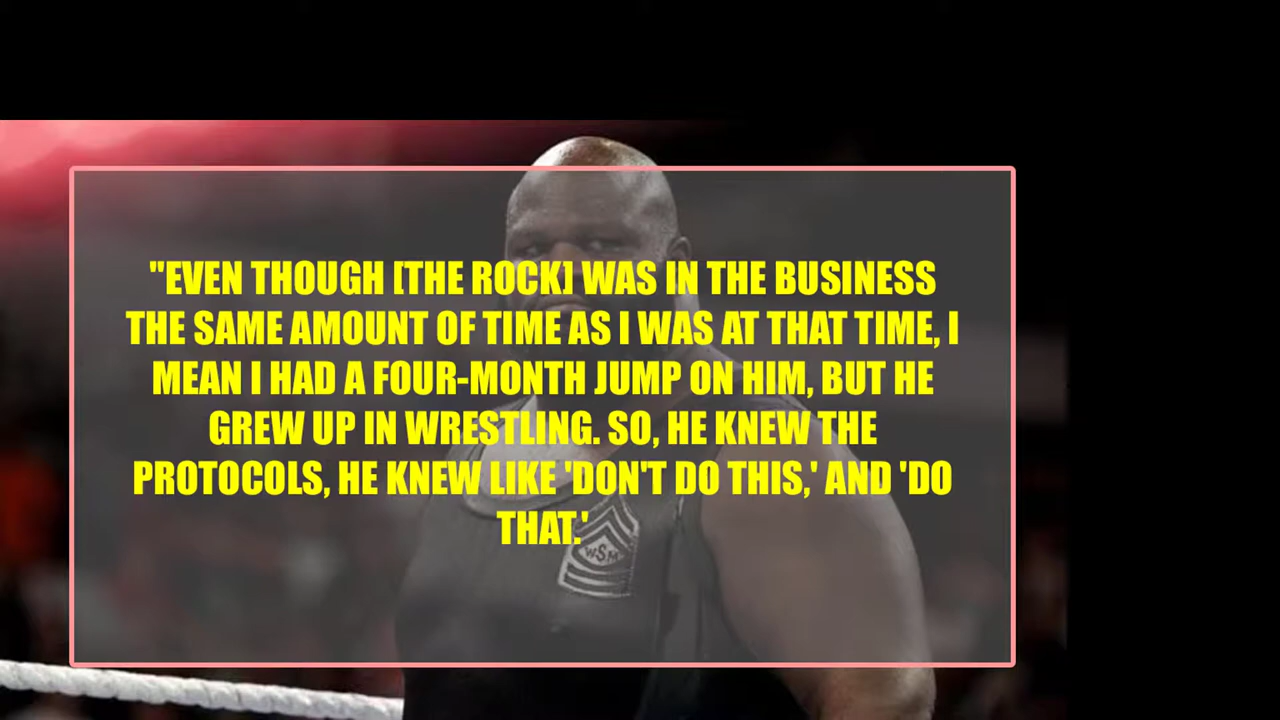 "EVEN THOUGH [THE ROCK] WAS IN THE BUSINESS
THE SAME AMOUNT OF TIME AS I WAS AT THAT TIME, I
MEAN I HAD A FOUR-MONTH JUMP ON HIM, BUT HE
GREW UP IN WRESTLING. SO, HE KNEW THE
PROTOCOLS, HE KNEW LIKE 'DON'T DO THIS,' AND 'DO
THAT.'
WSM